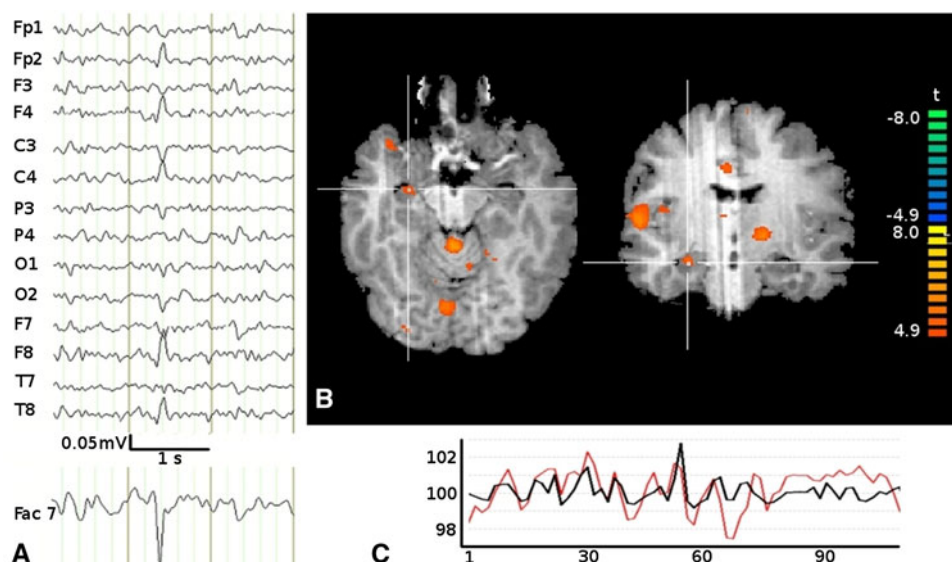 Fp1
Fp2
F3
F4
C3
C4
P3
P4
O1
O2
F7
F8
T7
T8
0.05mV
1 s
Fac 7
A
B
t
-8.0
-4.9
8.0
4.9
C
102
100
98
1 30 60 90